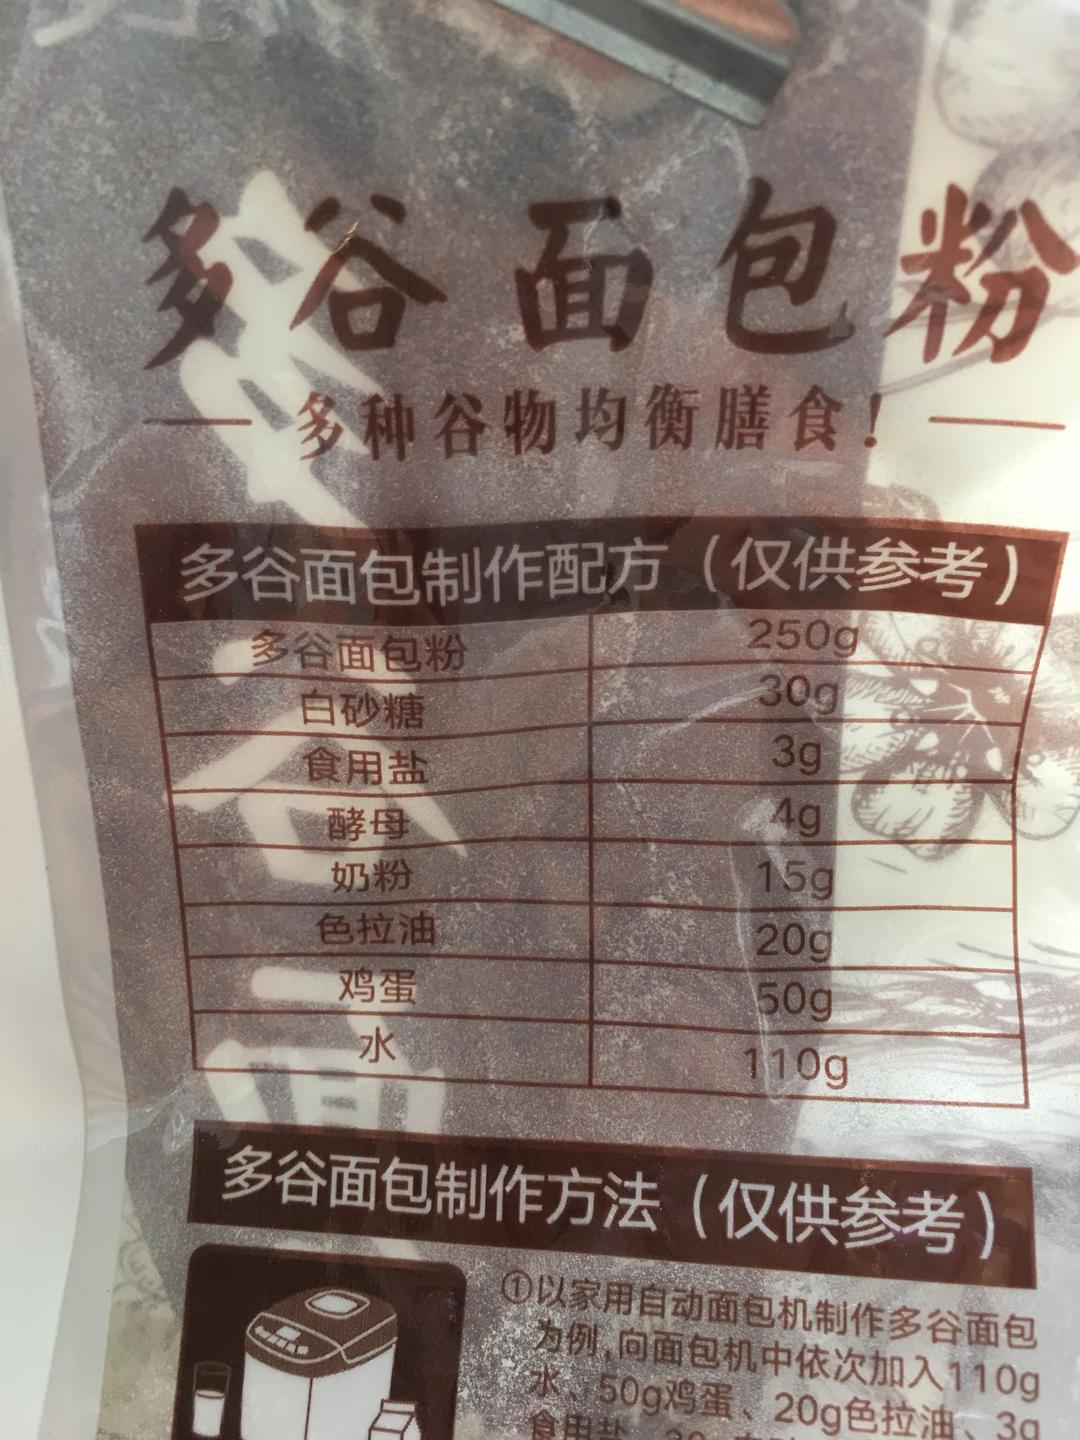 多谷面包粉
多种谷物均衡膳食!
多谷面包制作配方（仅供参考）
多谷面包粉 250g
白砂糖 30g
食用盐 3g
酵母 4g
奶粉 15g
色拉油 20g
鸡蛋 50g
水 110g
多谷面包制作方法（仅供参考）
①以家用自动面包机制作多谷面包
为例,向面包机中依次加入110g
水、50g鸡蛋、20g色拉油、3g
食用盐、30